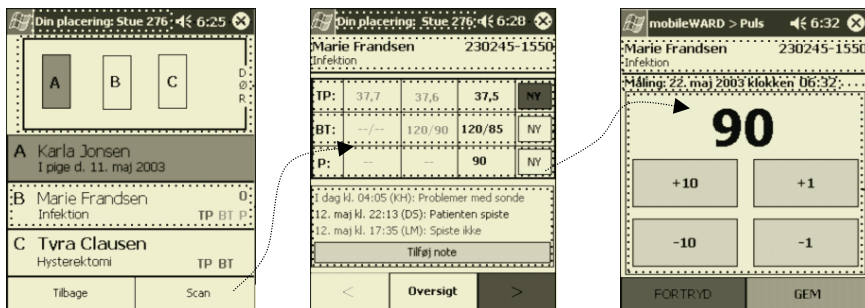 Din placering: Stue 276 6:25
A B C
DØR
A Karla Jonsen
I pige d. 11. maj 2003
B Marie Frandsen 0
Infektion TP BT P
C Tyra Clausen
Hysterektomi TP BT
Tilbage Scan
Din placering: Stue 276 6:28
Marie Frandsen 230245-1550
Infektion
TP: 37,7 37,6 37,5 NY
BT: --/-- 120/90 120/85 NY
P: -- -- 90 NY
I dag kl. 04:05 (KH): Problemer med sonde
12. maj kl. 22:13 (DS): Patienten spiste
12. maj kl. 17:35 (LM): Spiste ikke
Tilføj note
< Oversigt >
mobileWARD > Puls 6:32
Marie Frandsen 230245-1550
Infektion
Måling: 22. maj 2003 klokken 06:32
90
+10 +1
-10 -1
FORTRYD GEM